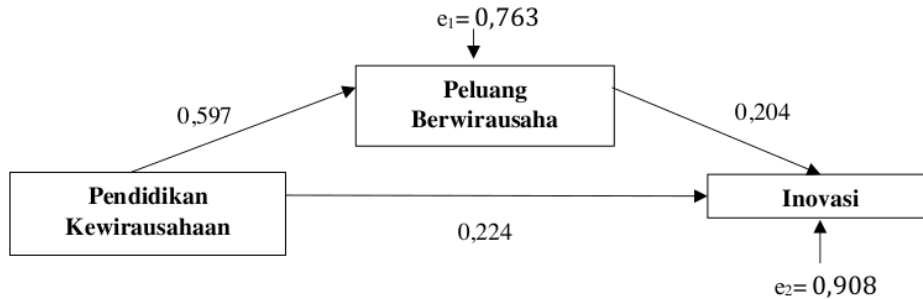 e₁= 0,763
Peluang
Berwirausaha
0,597
0,204
Pendidikan
Kewirausahaan
Inovasi
0,224
e₂= 0,908